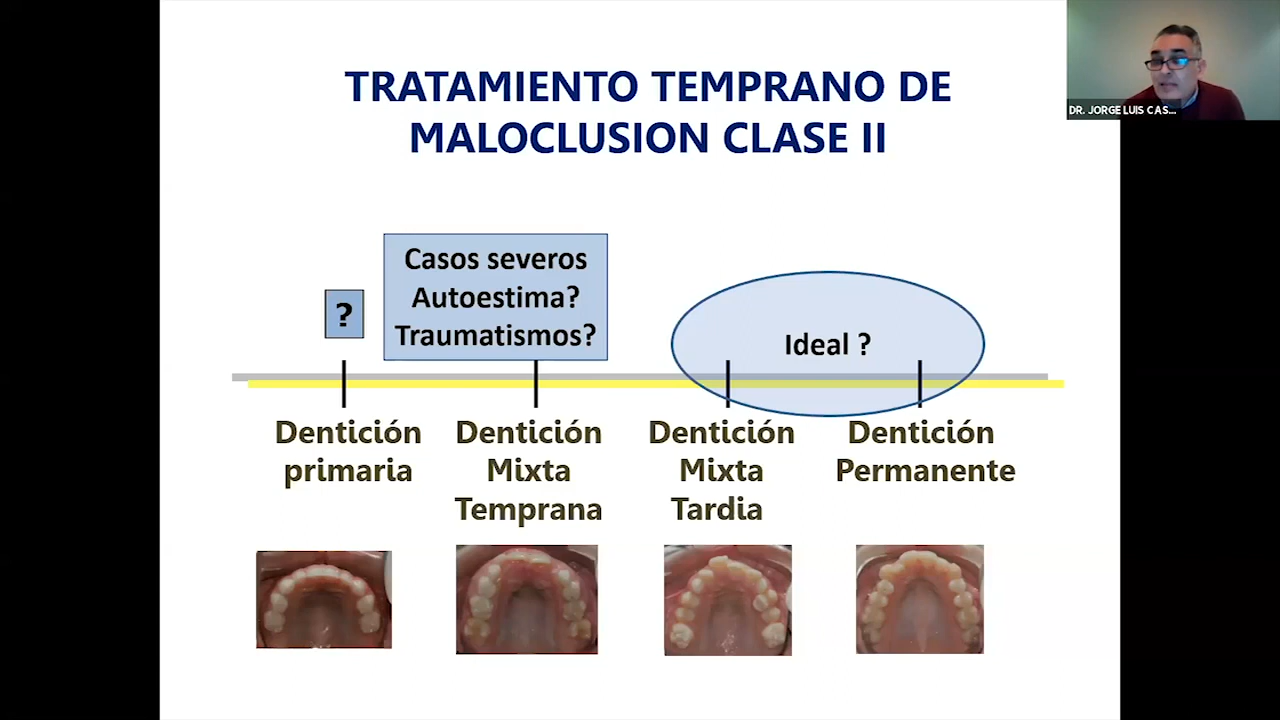 TRATAMIENTO TEMPRANO DE
MALOCLUSION CLASE II
DR. JORGE LUIS CAS...
?
Casos severos
Autoestima?
Traumatismos?
Ideal ?
Dentición
primaria
Dentición
Mixta
Temprana
Dentición
Mixta
Tardia
Dentición
Permanente